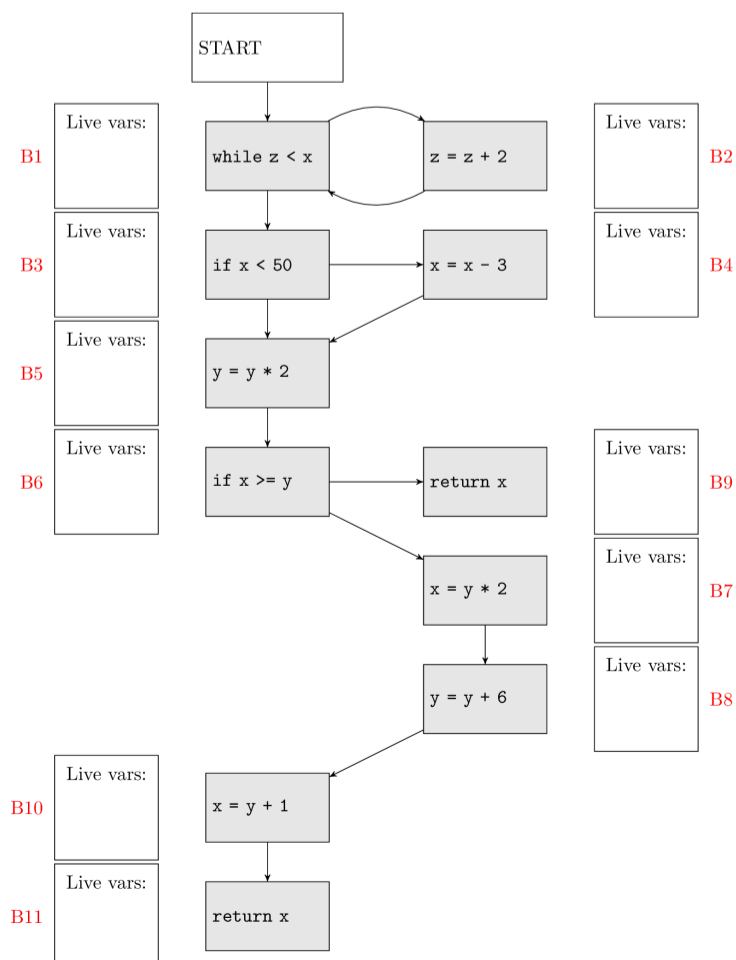 START
Live vars:
B1
while z < x
z = z + 2
Live vars:
B2
Live vars:
B3
if x < 50
x = x - 3
Live vars:
B4
Live vars:
B5
y = y * 2
Live vars:
B6
if x >= y
return x
Live vars:
B9
x = y * 2
Live vars:
B7
y = y + 6
Live vars:
B8
Live vars:
B10
x = y + 1
Live vars:
B11
return x